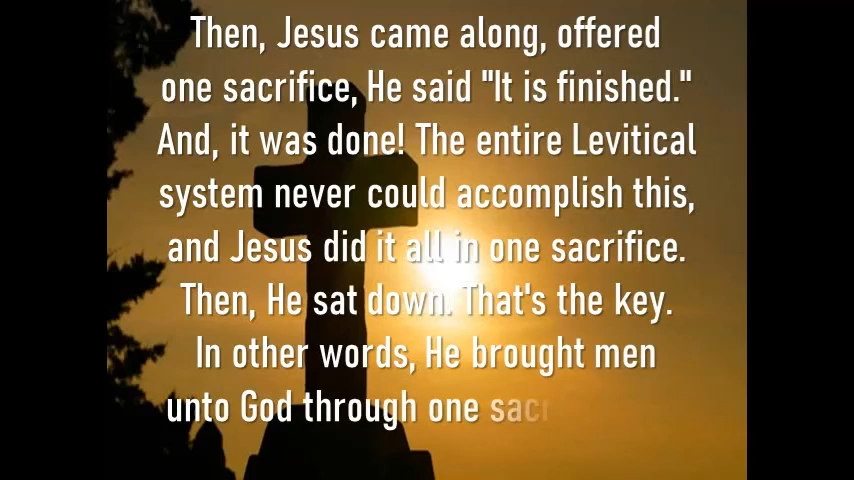 Then, Jesus came along, offered
one sacrifice, He said "It is finished."
And, it was done! The entire Levitical
system never could accomplish this,
and Jesus did it all in one sacrifice.
Then, He sat down. That's the key.
In other words, He brought men
unto God through one